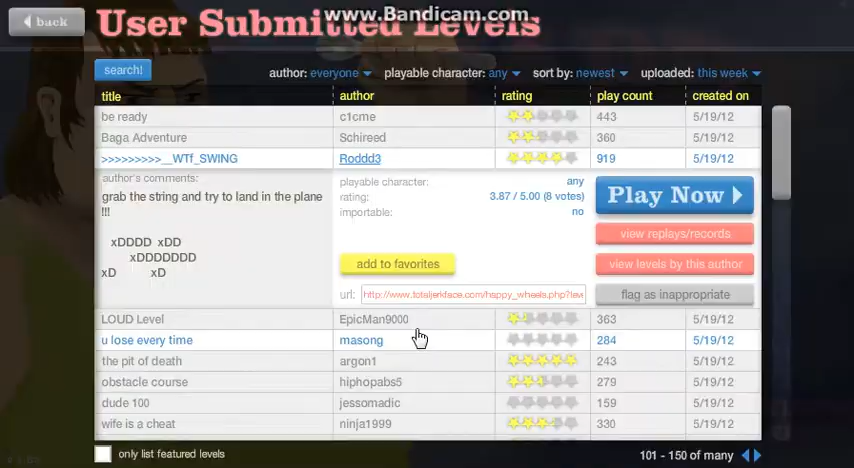 www.Bandicam.com
back
User Submitted Levels
search!
author: everyone playable character: any sort by: newest uploaded: this week
title author rating play count created on
be ready c1cme 443 5/19/12
Baga Adventure Schireed 360 5/19/12
>>>>>>>>>__WTf_SWING Roddd3 919 5/19/12
author's comments:
grab the string and try to land in the plane
!!!
xDDDD xDD
xDDDDDDD
xD xD
playable character: any
rating: 3.87 / 5.00 (8 votes)
importable: no
add to favorites
url: http://www.totaljerkface.com/happy_wheels.php?lev
Play Now
view replays/records
view levels by this author
flag as inappropriate
LOUD Level EpicMan9000 363 5/19/12
u lose every time masong 284 5/19/12
the pit of death argon1 243 5/19/12
obstacle course hiphopabs5 279 5/19/12
dude 100 jessomadic 159 5/19/12
wife is a cheat ninja1999 330 5/19/12
only list featured levels
101 - 150 of many